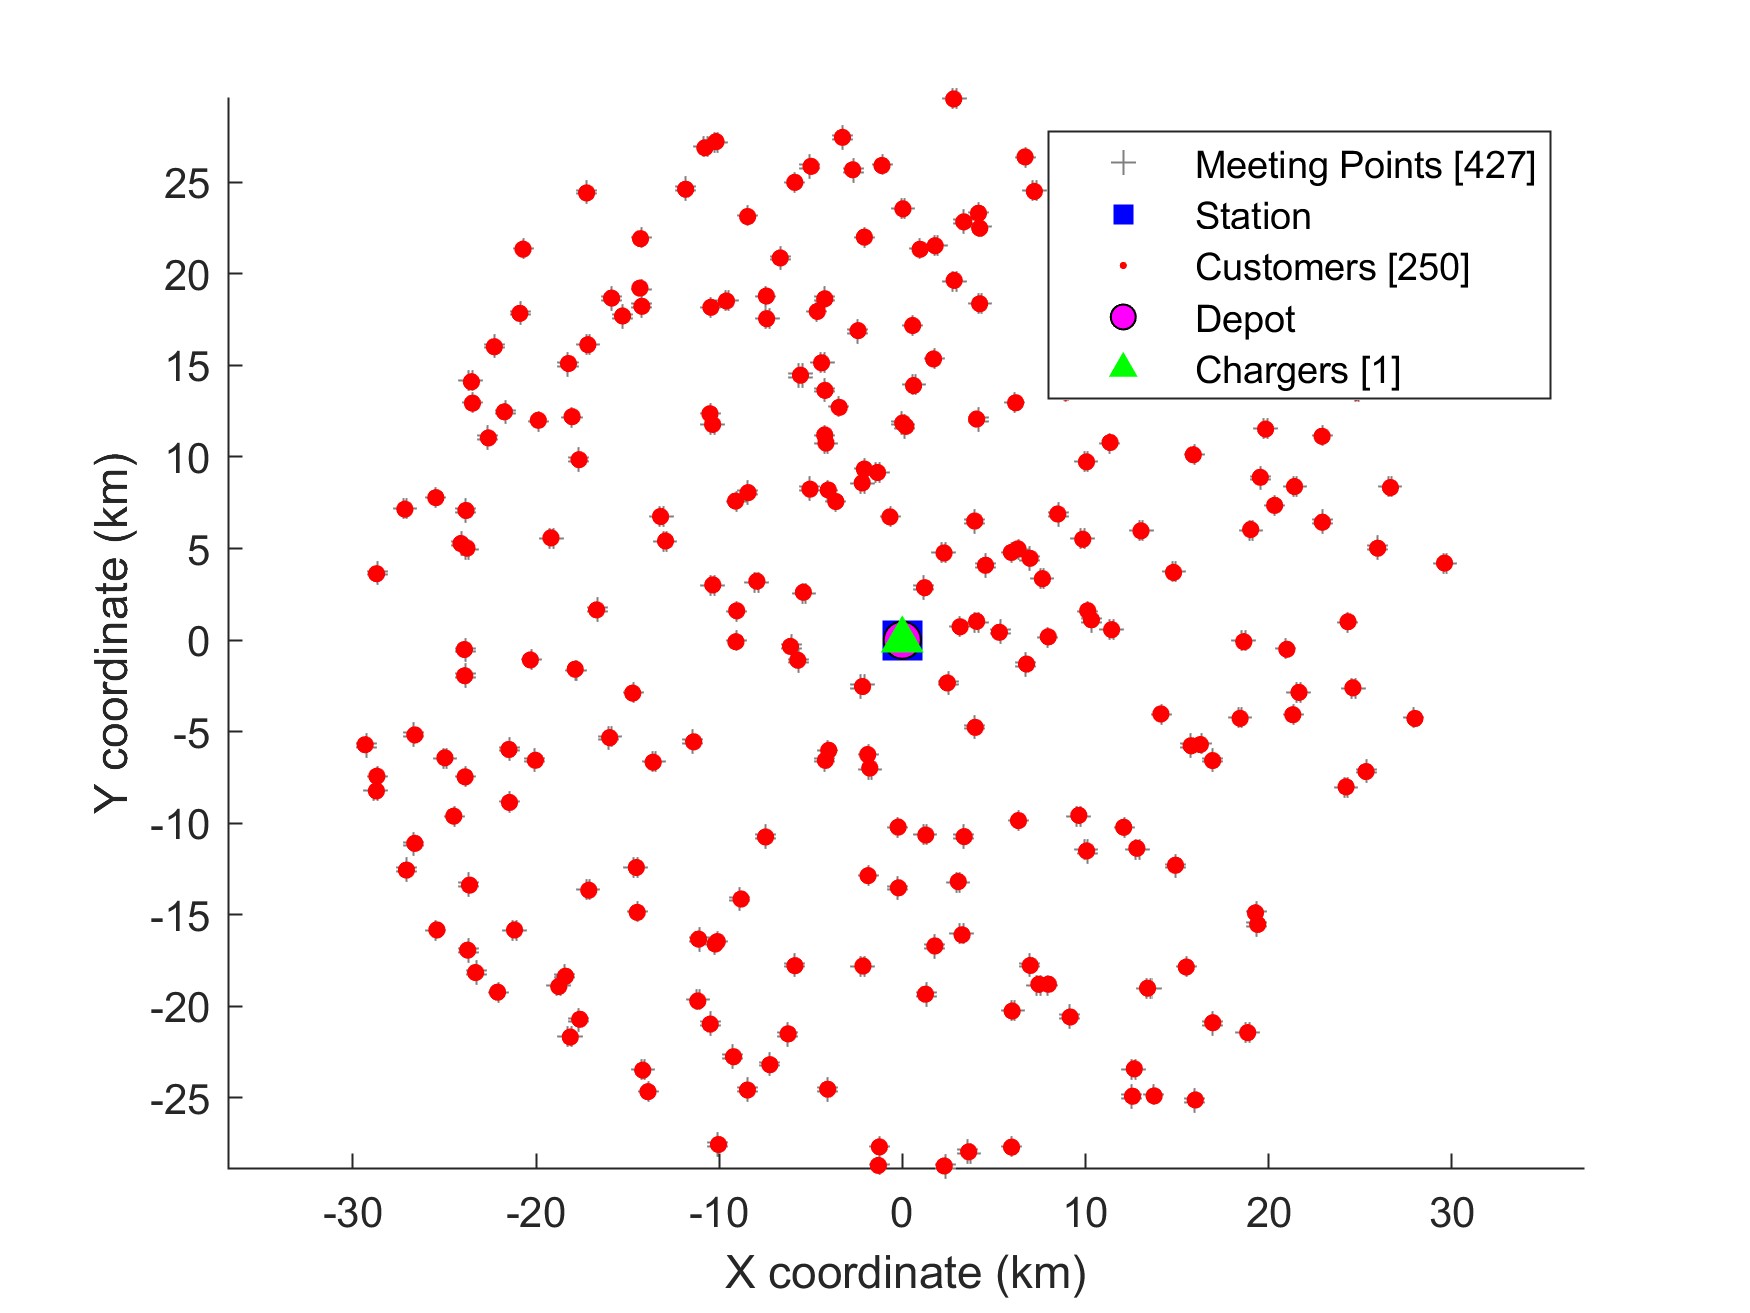 Meeting Points [427]
Station
Customers [250]
Depot
Chargers [1]
25
20
15
10
5
0
-5
-10
-15
-20
-25
Y coordinate (km)
-30 -20 -10 0 10 20 30
X coordinate (km)